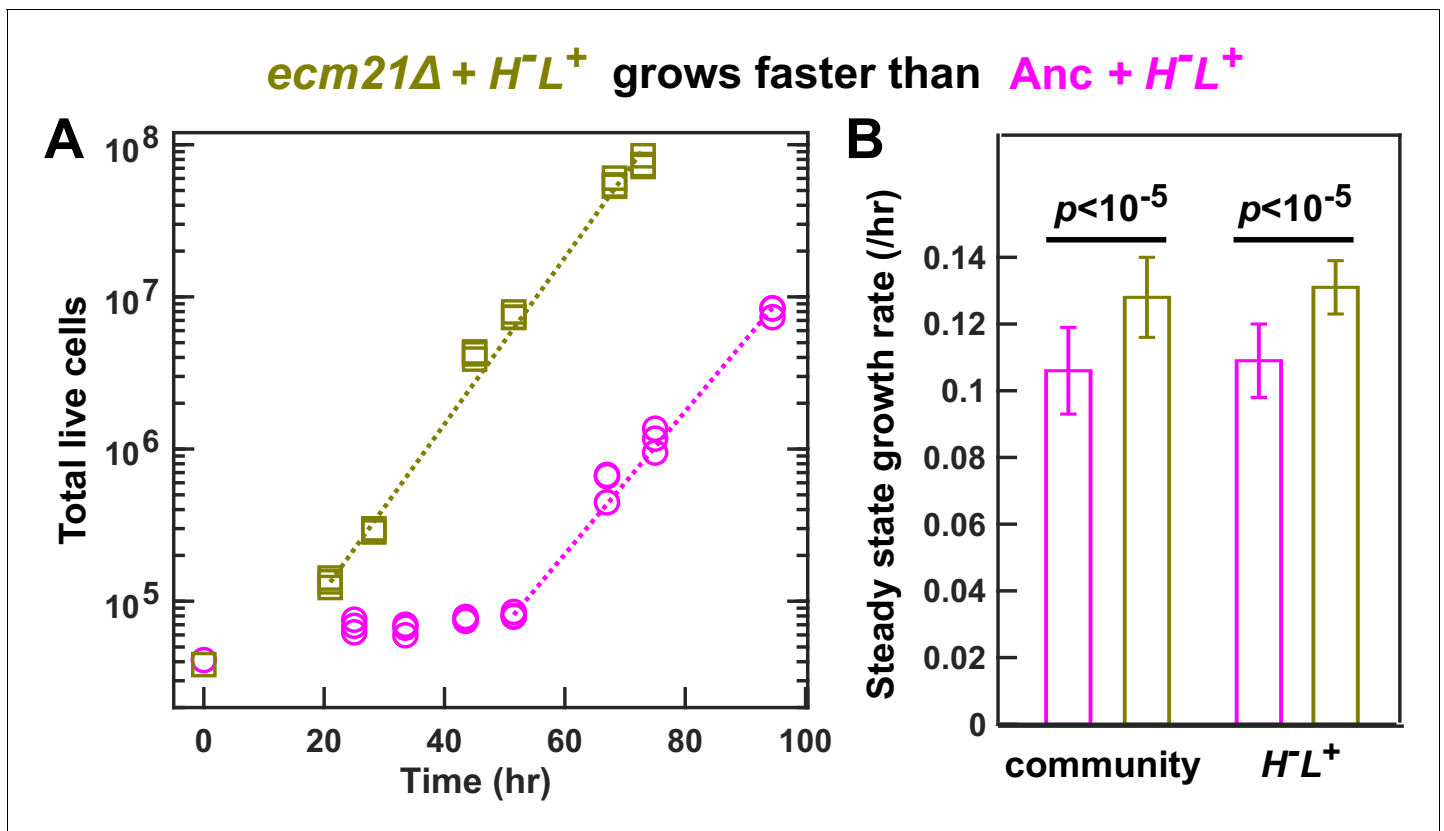 ecm21Δ + H⁻L⁺ grows faster than Anc + H⁻L⁺
A
10⁸
10⁷
10⁶
10⁵
Total live cells
0 20 40 60 80 100
Time (hr)
B
p<10⁻⁵ p<10⁻⁵
0.14
0.12
0.1
0.08
0.06
0.04
0.02
0
Steady state growth rate (/hr)
community H⁻L⁺